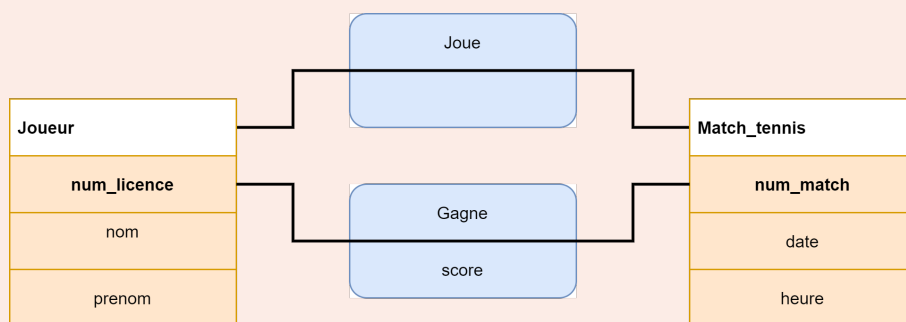 Joue
Joueur
num_licence
nom
prenom
Gagne
score
Match_tennis
num_match
date
heure